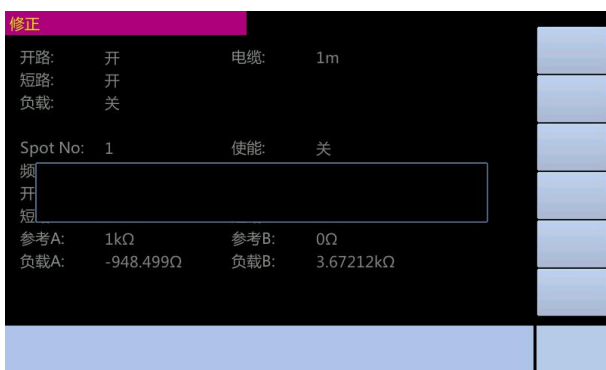 修正
开路: 开 电缆: 1m
短路: 开
负载: 关
Spot No: 1 使能: 关
频
开
短
参考A: 1kΩ 参考B: 0Ω
负载A: -948.499Ω 负载B: 3.67212kΩ